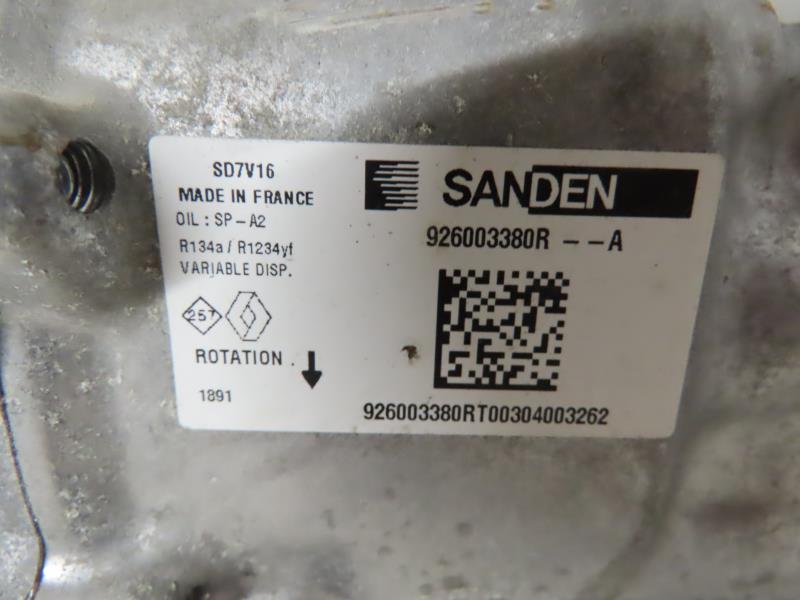 SD7V16
MADE IN FRANCE
OIL : SP-A2
R134a / R1234yf
VARIABLE DISP.
257
ROTATION .
1891
SANDEN
926003380R --A
926003380RT00304003262